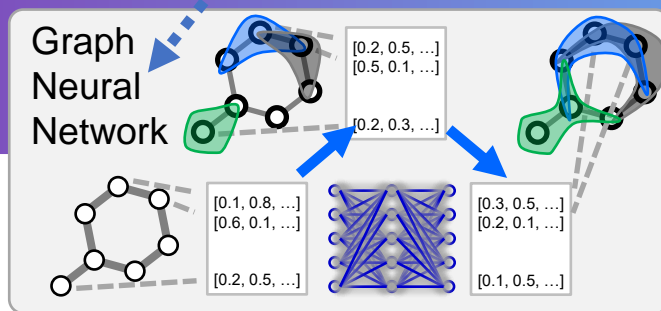 Graph
Neural
Network
[0.2, 0.5, …]
[0.5, 0.1, …]
[0.2, 0.3, …]
[0.1, 0.8, …]
[0.6, 0.1, …]
[0.2, 0.5, …]
[0.3, 0.5, …]
[0.2, 0.1, …]
[0.1, 0.5, …]